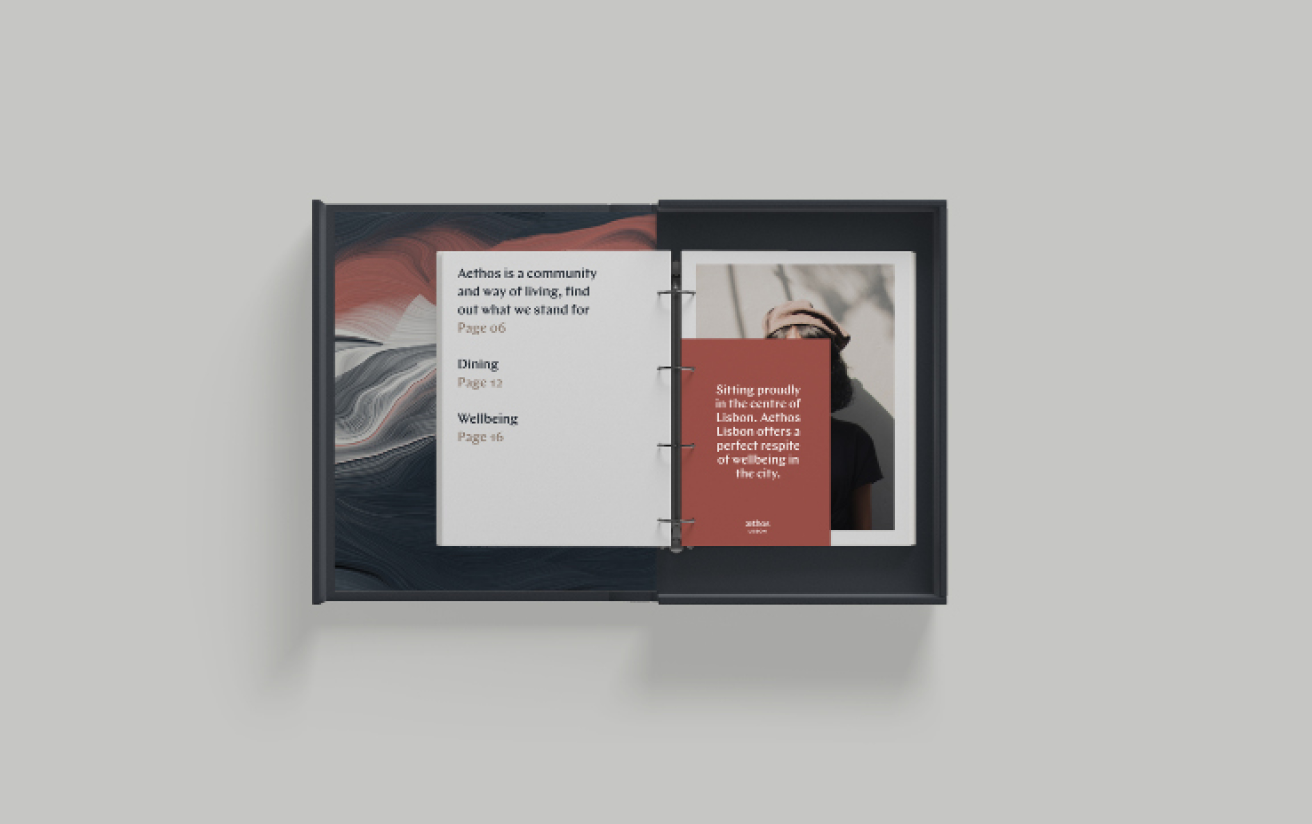 Aethos is a community
and way of living, find
out what we stand for
Page 06
Dining
Page 12
Wellbeing
Page 16
Sitting proudly
in the centre of
Lisbon. Aethos
Lisbon offers a
perfect respite
of wellbeing in
the city.
aethos
LISBON